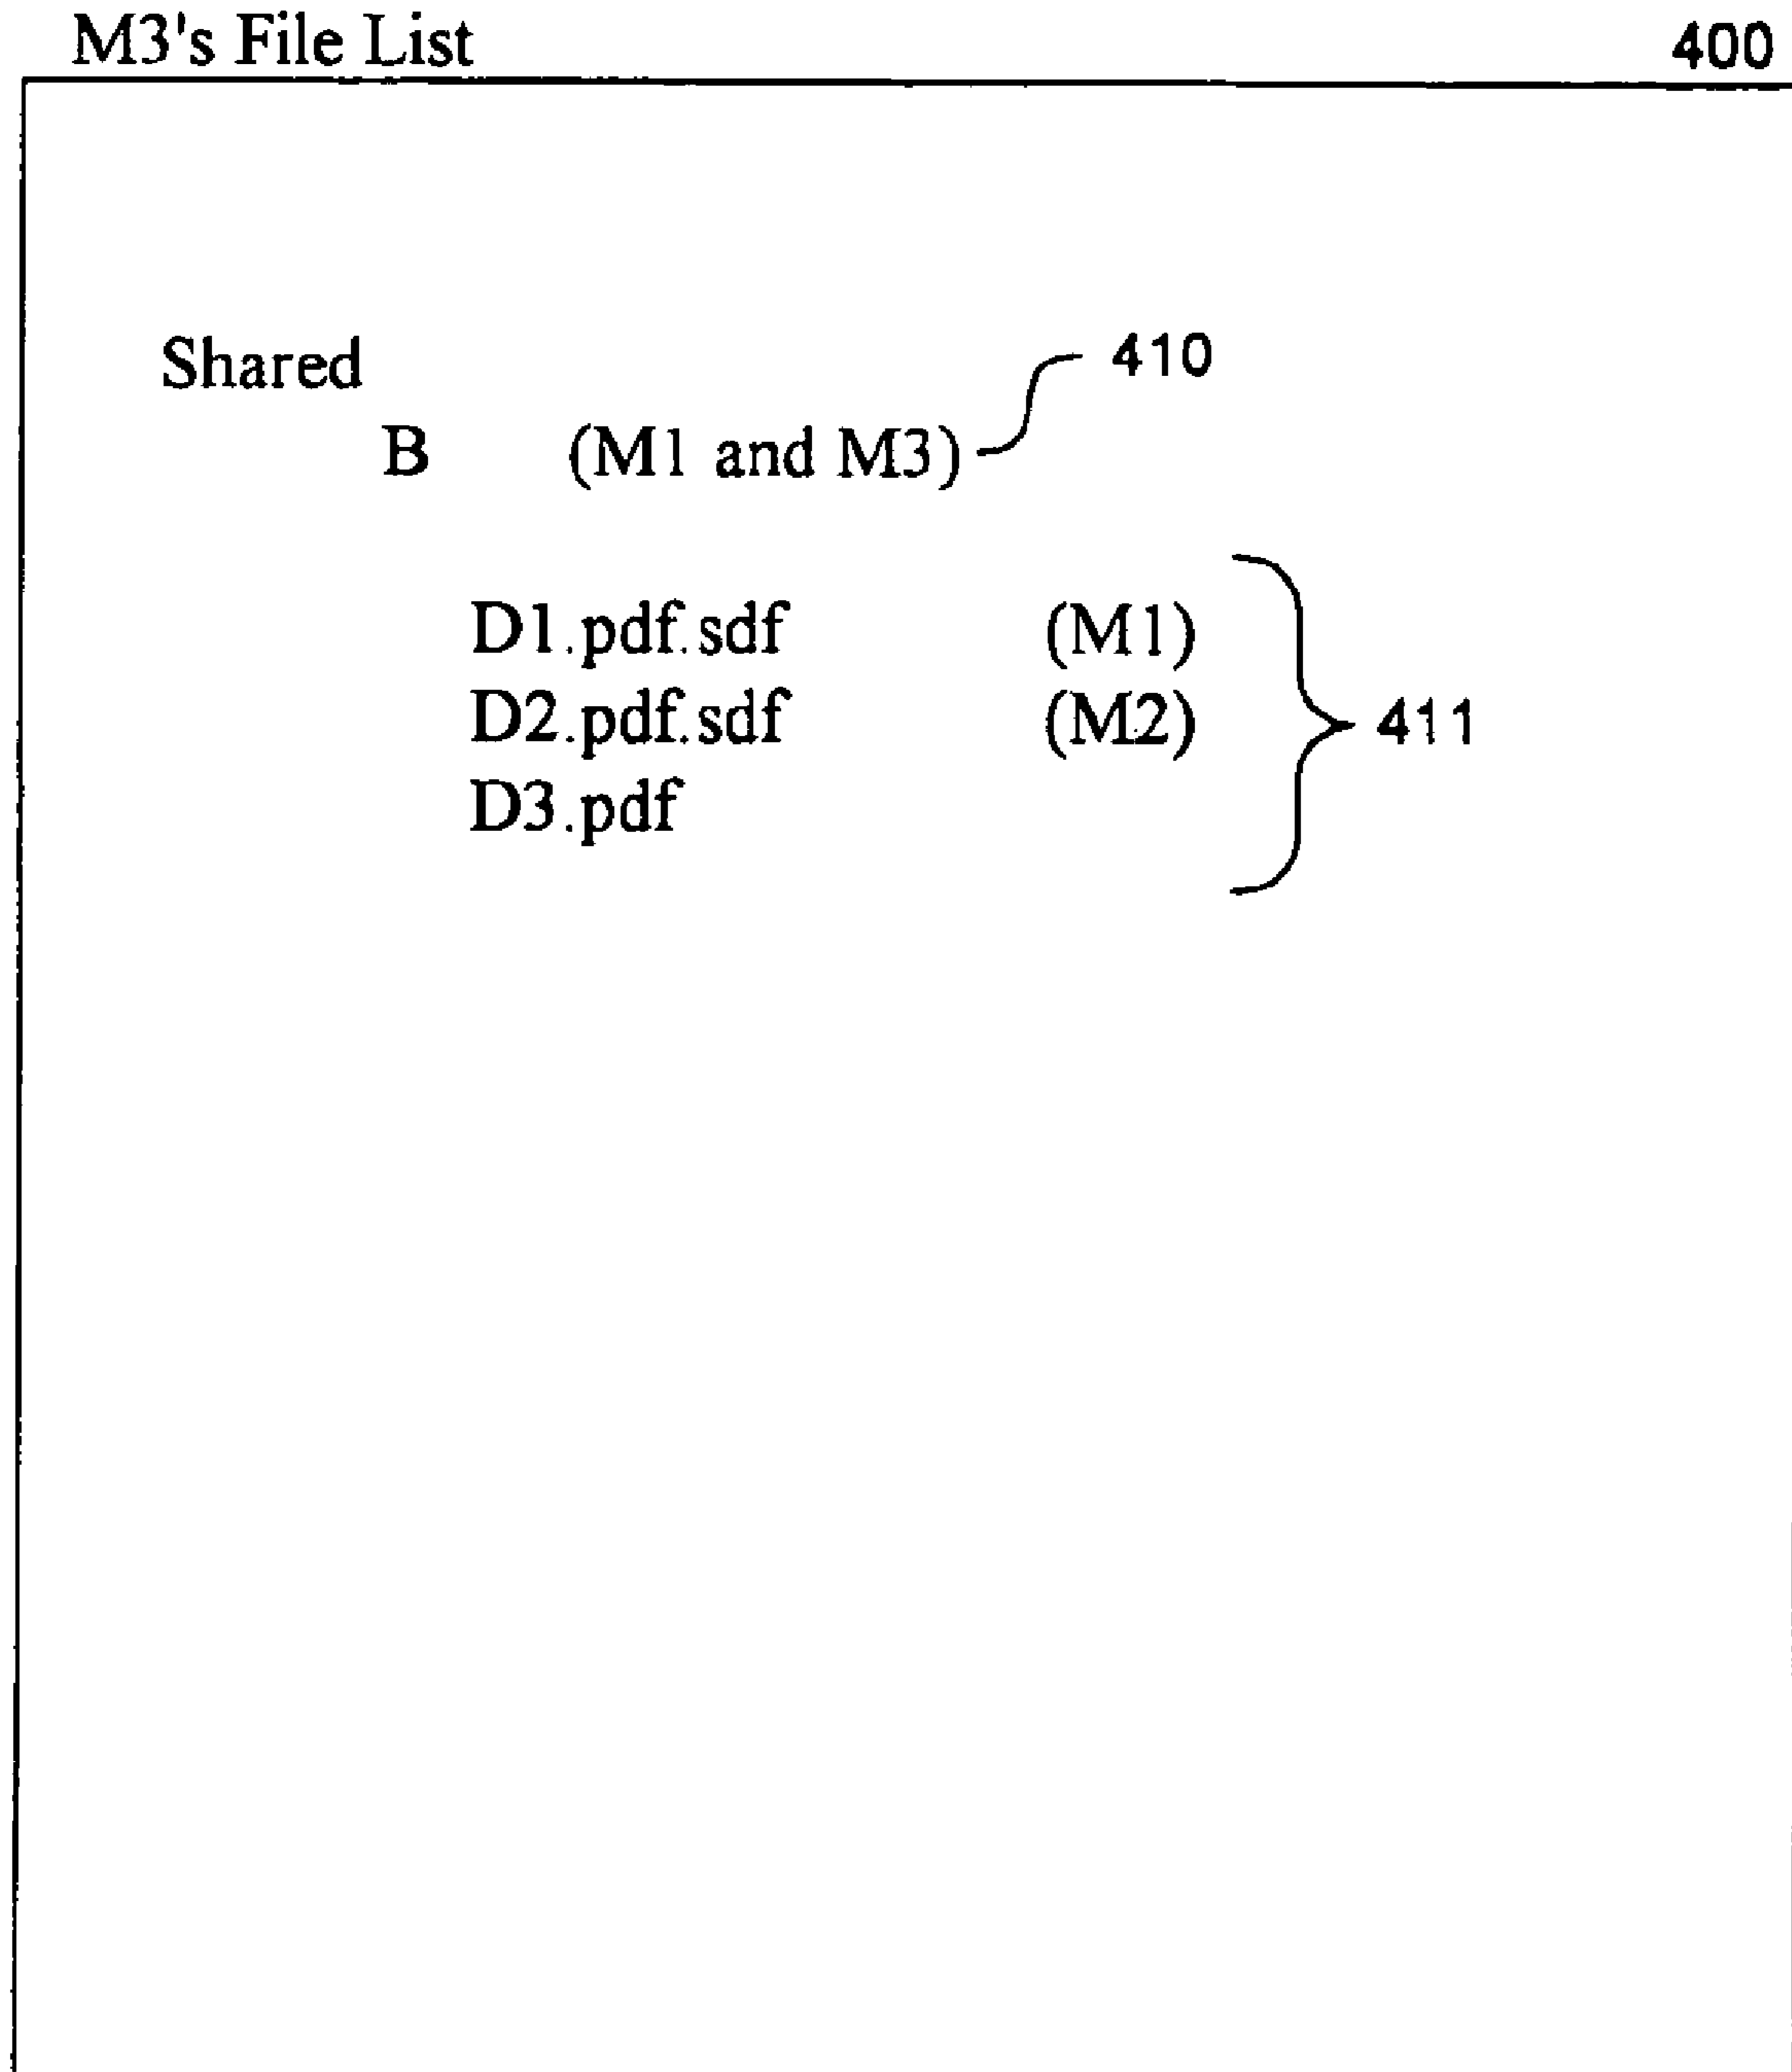 M3's File List 400
Shared 410
B (M1 and M3)
D1.pdf.sdf (M1)
D2.pdf.sdf (M2) 411
D3.pdf